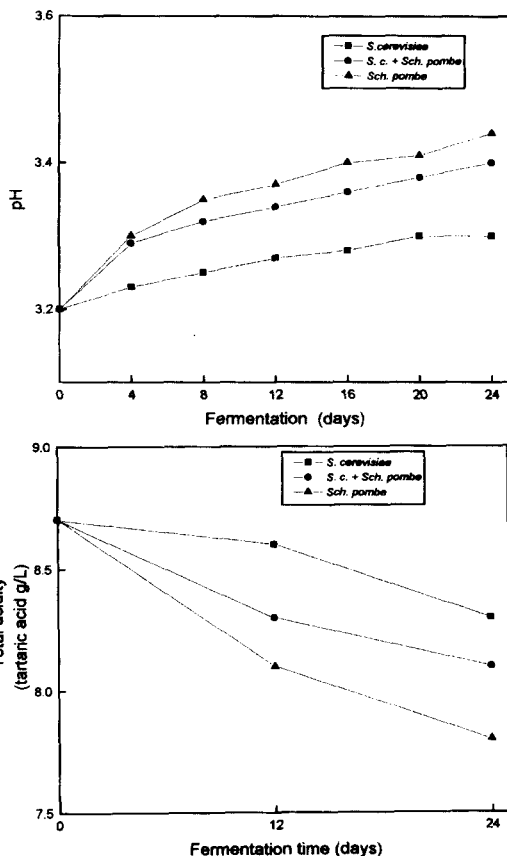 3.6
S.cerevisiae
S. c. + Sch. pombe
Sch. pombe
3.4
pH
3.2
0 4 8 12 16 20 24
Fermentation (days)
9.0
S. cerevisiae
S. c. + Sch. pombe
Sch. pombe
8.5
Total acidity
(tartaric acid g/L)
8.0
7.5
0 12 24
Fermentation time (days)